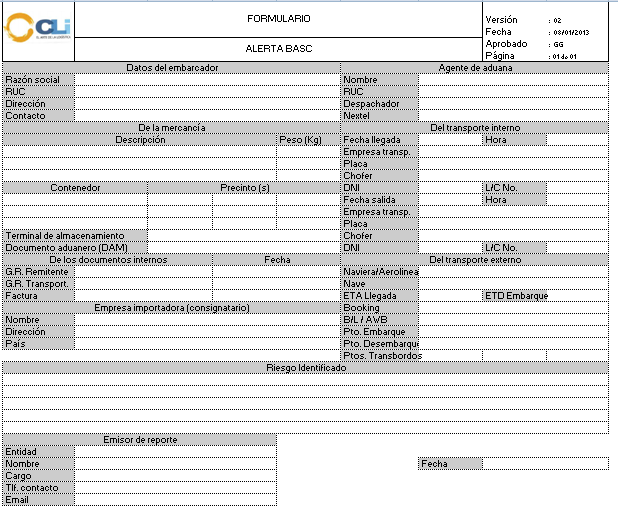 CLi
FORMULARIO
ALERTA BASC
Versión : 02
Fecha : 08/01/2013
Aprobado : GG
Página : 01 de 01
Datos del embarcador
Agente de aduana
Razón social
Nombre
RUC
RUC
Dirección
Despachador
Contacto
Nextel
De la mercancía
Del transporte interno
Descripción
Peso (Kg)
Fecha llegada
Hora
Empresa transp.
Placa
Chofer
Contenedor
Precinto (s)
DNI
L/C No.
Fecha salida
Hora
Empresa transp.
Placa
Terminal de almacenamiento
Chofer
Documento aduanero (DAM)
DNI
L/C No.
De los documentos internos
Fecha
Del transporte externo
G.R. Remitente
Naviera/Aerolinea
G.R. Transport.
Nave
Factura
ETA Llegada
ETD Embarque
Empresa importadora (consignatario)
Booking
Nombre
B/L / AWB
Dirección
Pto. Embarque
País
Pto. Desembarque
Ptos. Transbordos
Riesgo Identificado
Emisor de reporte
Entidad
Nombre
Fecha
Cargo
Tlf. contacto
Email